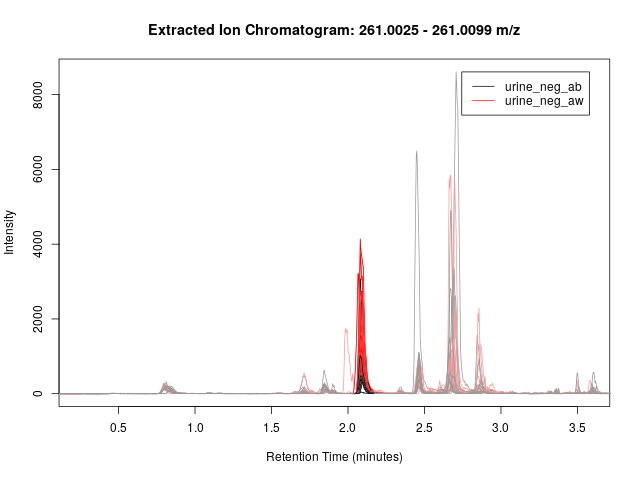 Extracted Ion Chromatogram: 261.0025 - 261.0099 m/z
urine_neg_ab
urine_neg_aw
Intensity
8000
6000
4000
2000
0
0.5 1.0 1.5 2.0 2.5 3.0 3.5
Retention Time (minutes)